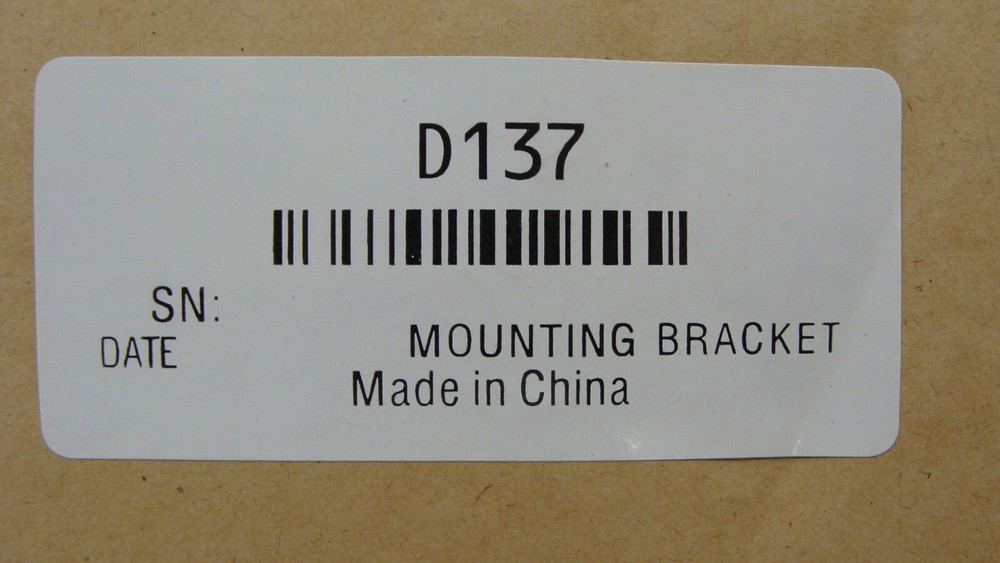 D137
SN:
DATE
MOUNTING BRACKET
Made in China